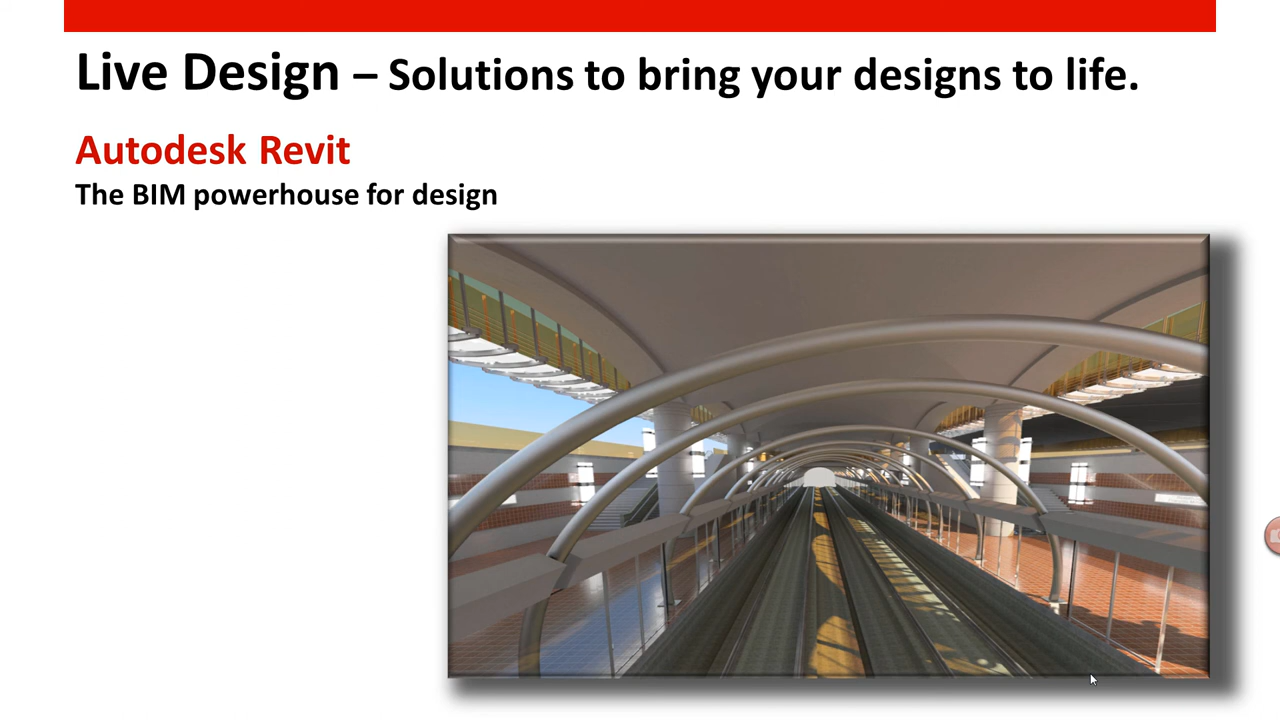 Live Design – Solutions to bring your designs to life.
Autodesk Revit
The BIM powerhouse for design